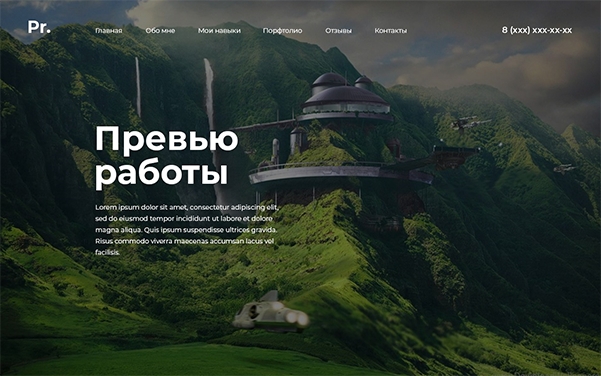 Pr.
Главная Обо мне Мои навыки Порфтолио Отзывы Контакты
8 (xxx) xxx-xx-xx
Превью
работы
Lorem ipsum dolor sit amet, consectetur adipiscing elit,
sed do eiusmod tempor incididunt ut labore et dolore
magna aliqua. Quis ipsum suspendisse ultrices gravida.
Risus commodo viverra maecenas accumsan lacus vel
facilisis.